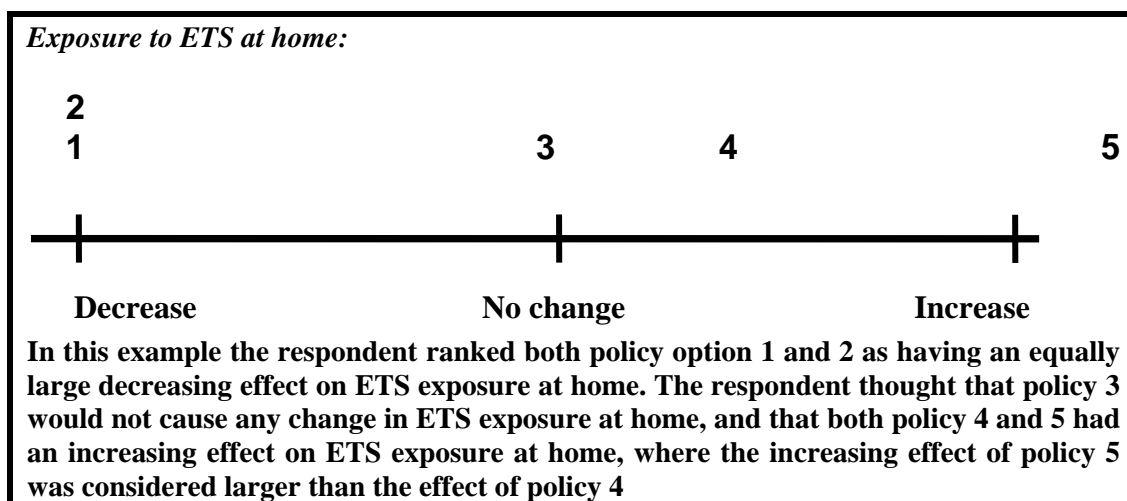 Exposure to ETS at home:
2
1 3 4 5
Decrease No change Increase
In this example the respondent ranked both policy option 1 and 2 as having an equally
large decreasing effect on ETS exposure at home. The respondent thought that policy 3
would not cause any change in ETS exposure at home, and that both policy 4 and 5 had
an increasing effect on ETS exposure at home, where the increasing effect of policy 5
was considered larger than the effect of policy 4